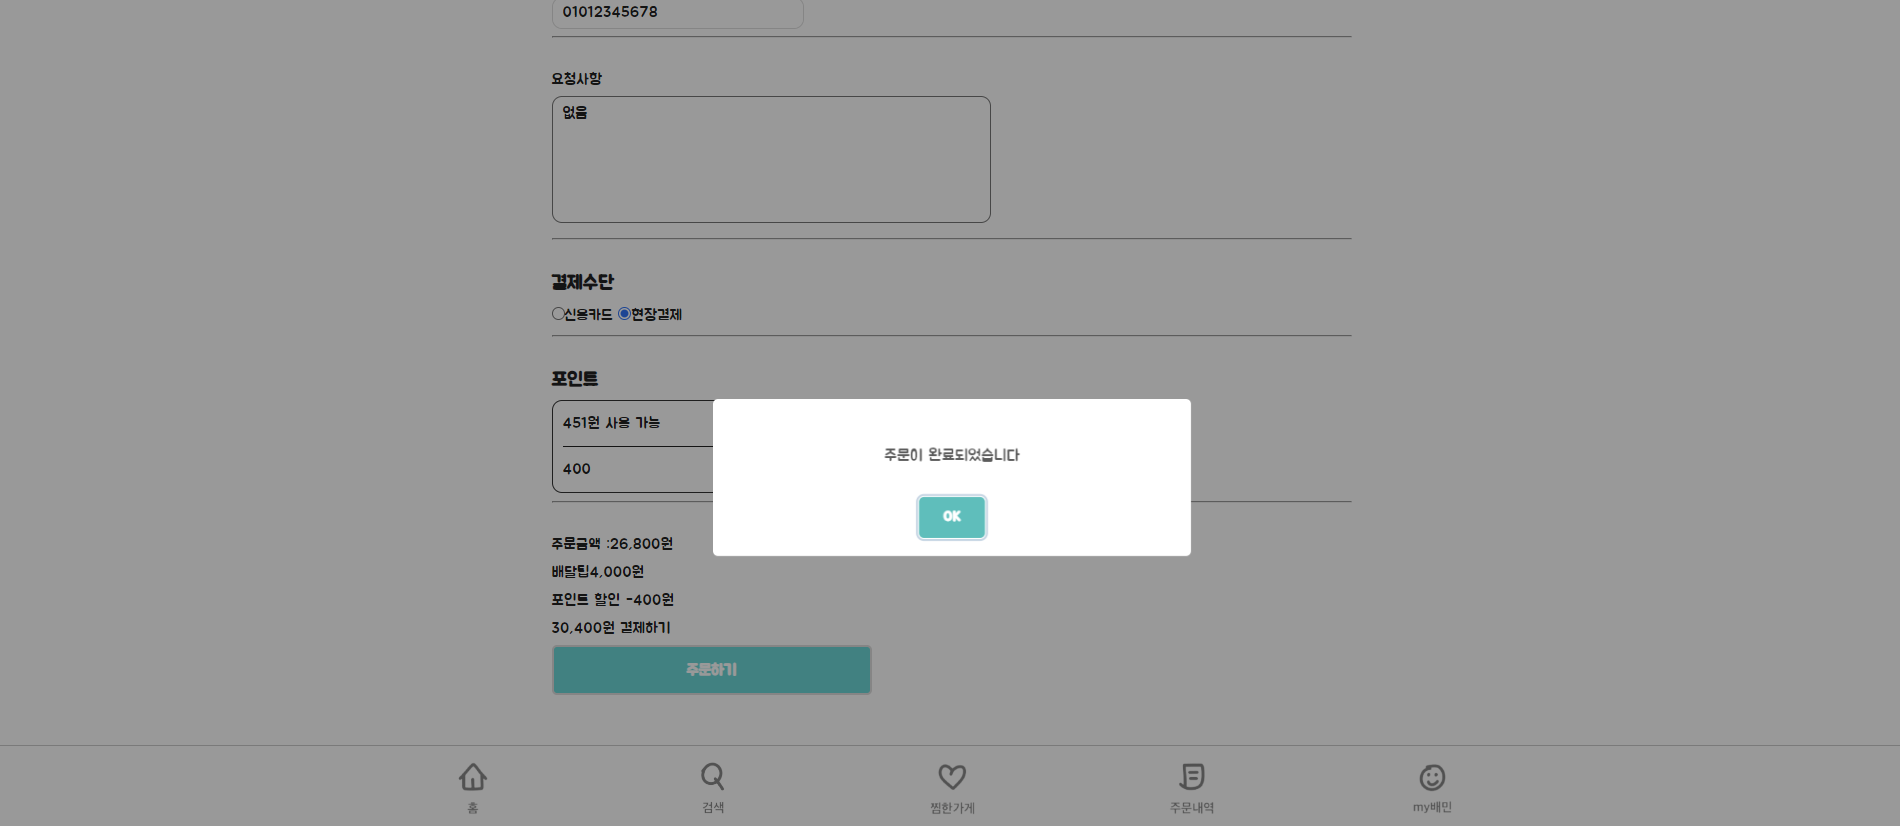 01012345678
요청사항
없음
결제수단
신용카드 현장결제
포인트
451원 사용 가능
400
주문이 완료되었습니다
OK
주문금액 :26,800원
배달팁4,000원
포인트 할인 -400원
30,400원 결제하기
주문하기
홈 검색 찜한가게 주문내역 my배민